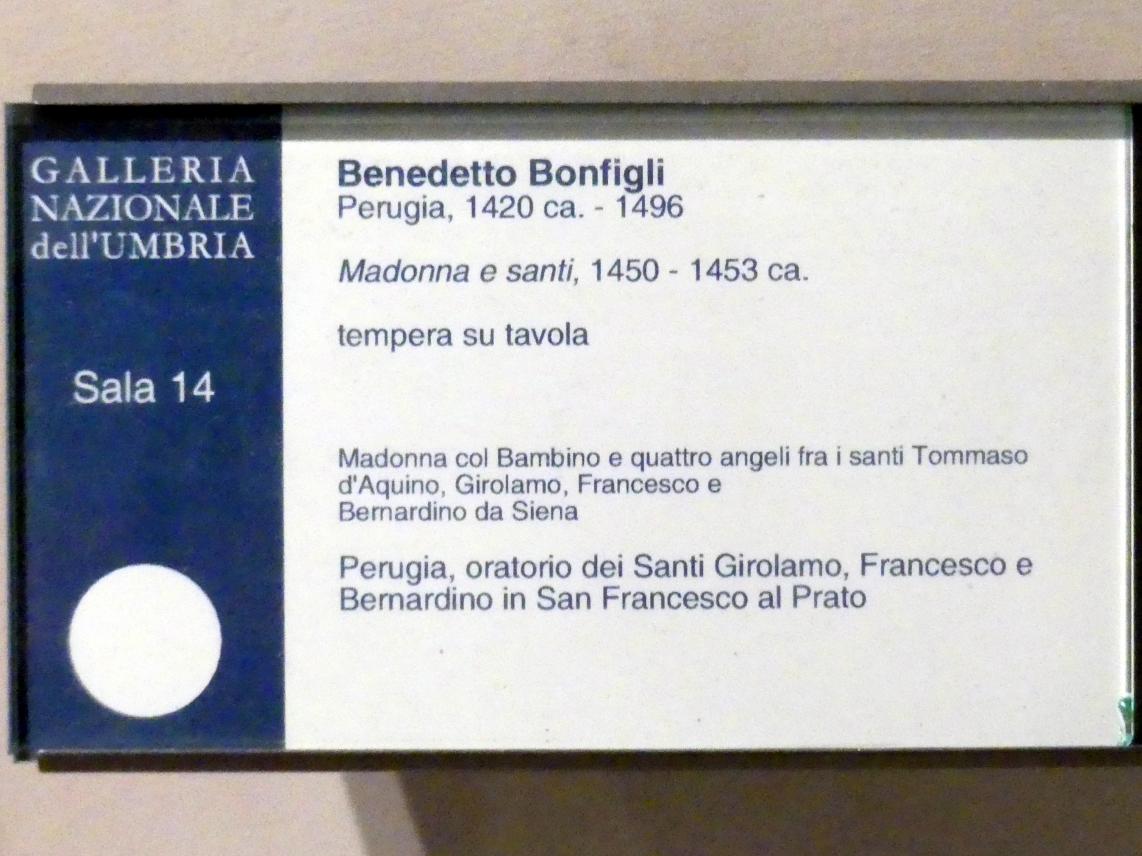 GALLERIA
NAZIONALE
dell'UMBRIA
Sala 14
Benedetto Bonfigli
Perugia, 1420 ca. - 1496
Madonna e santi, 1450 - 1453 ca.
tempera su tavola
Madonna col Bambino e quattro angeli fra i santi Tommaso
d'Aquino, Girolamo, Francesco e
Bernardino da Siena
Perugia, oratorio dei Santi Girolamo, Francesco e
Bernardino in San Francesco al Prato